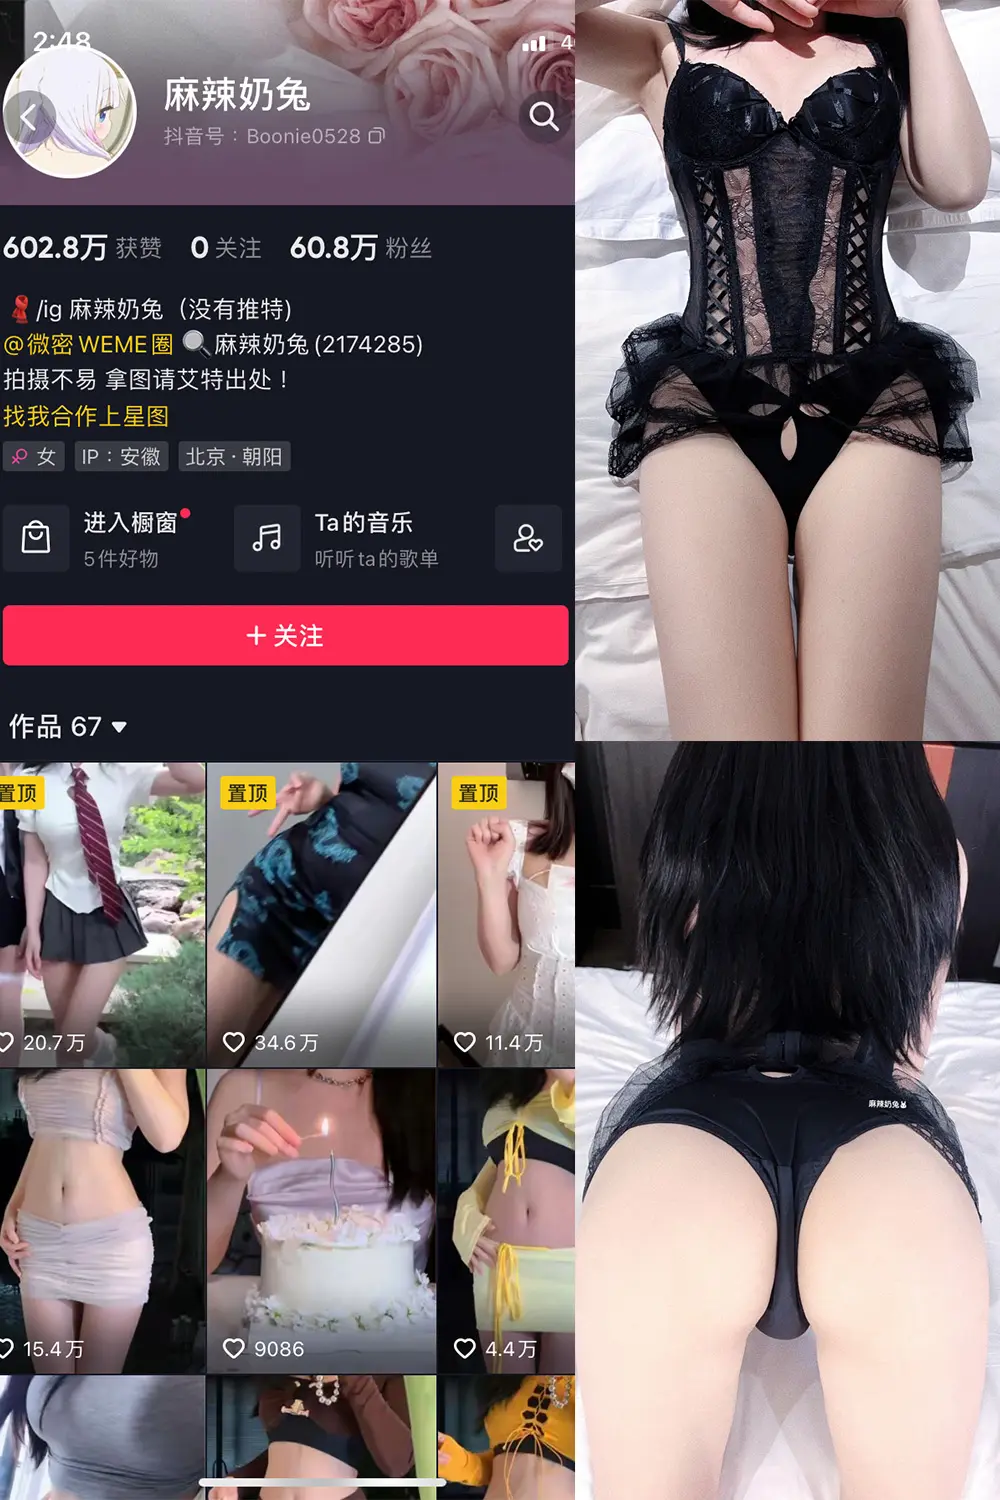 2:48
4
麻辣奶兔
抖音号：Boonie0528
602.8万 获赞 0 关注 60.8万 粉丝
/ig 麻辣奶兔（没有推特)
@微密 WEME圈 麻辣奶兔(2174285)
拍摄不易 拿图请艾特出处！
找我合作上星图
女 IP：安徽 北京·朝阳
进入橱窗 Ta的音乐
5件好物 听听ta的歌单
+ 关注
作品 67
置顶 置顶 置顶
20.7万 34.6万 11.4万
15.4万 9086 4.4万
麻辣奶兔